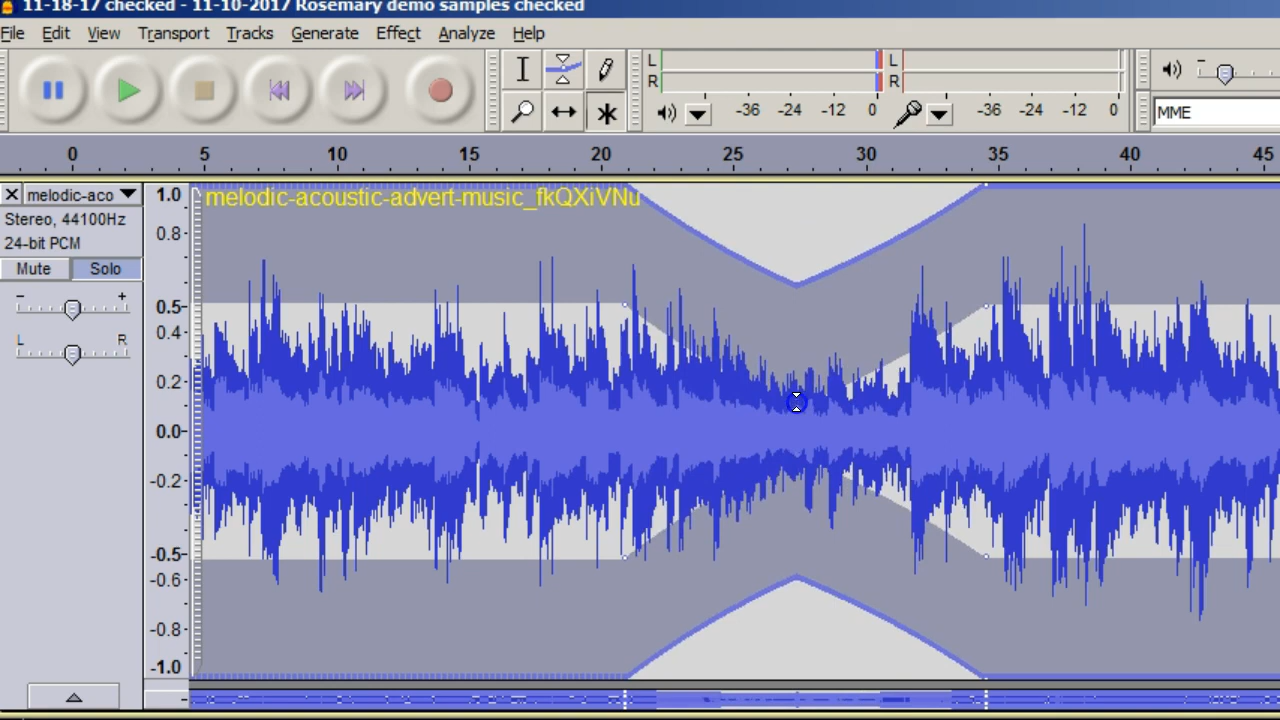 11-18-17 checked - 11-10-2017 Rosemary demo samples checked
File Edit View Transport Tracks Generate Effect Analyze Help
L L
R R
-36 -24 -12 0 -36 -24 -12 0
MME
0 5 10 15 20 25 30 35 40 45
melodic-aco
Stereo, 44100Hz
24-bit PCM
Mute Solo
- +
L R
melodic-acoustic-advert-music_fkQXiVNu
1.0
0.8
0.5
0.4
0.2
0.0
-0.2
-0.5
-0.6
-0.8
-1.0